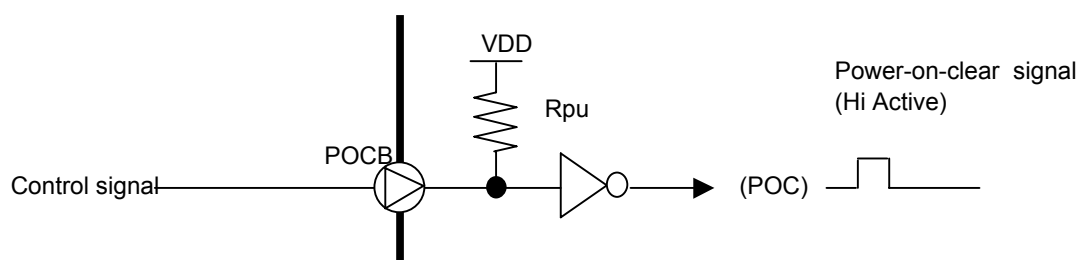 VDD
Power-on-clear signal
(Hi Active)
Rpu
POCB
Control signal
(POC)